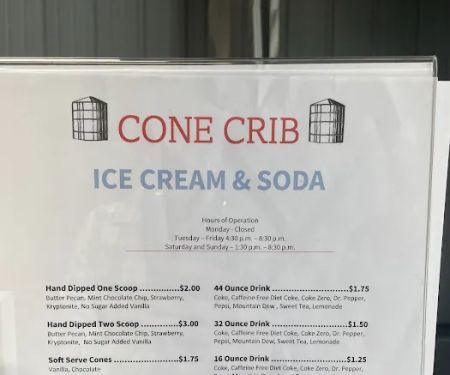 CONE CRIB
ICE CREAM & SODA
Hours of Operation
Monday - Closed
Tuesday – Friday 4:30 p.m. – 8:30 p.m.
Saturday and Sunday – 1:30 p.m. – 8:30 p.m.
Hand Dipped One Scoop ..............$2.00
Butter Pecan, Mint Chocolate Chip, Strawberry,
Kryptonite, No Sugar Added Vanilla
Hand Dipped Two Scoop ..............$3.00
Butter Pecan, Mint Chocolate Chip, Strawberry,
Kryptonite, No Sugar Added Vanilla
Soft Serve Cones ..........................$1.75
Vanilla, Chocolate
44 Ounce Drink ................................$1.75
Coke, Caffeine Free Diet Coke, Coke Zero, Dr. Pepper,
Pepsi, Mountain Dew, Sweet Tea, Lemonade
32 Ounce Drink ................................$1.50
Coke, Caffeine Free Diet Coke, Coke Zero, Dr. Pepper,
Pepsi, Mountain Dew, Sweet Tea, Lemonade
16 Ounce Drink ................................$1.25
Coke, Caffeine Free Diet Coke, Coke Zero, Dr. Pepper,